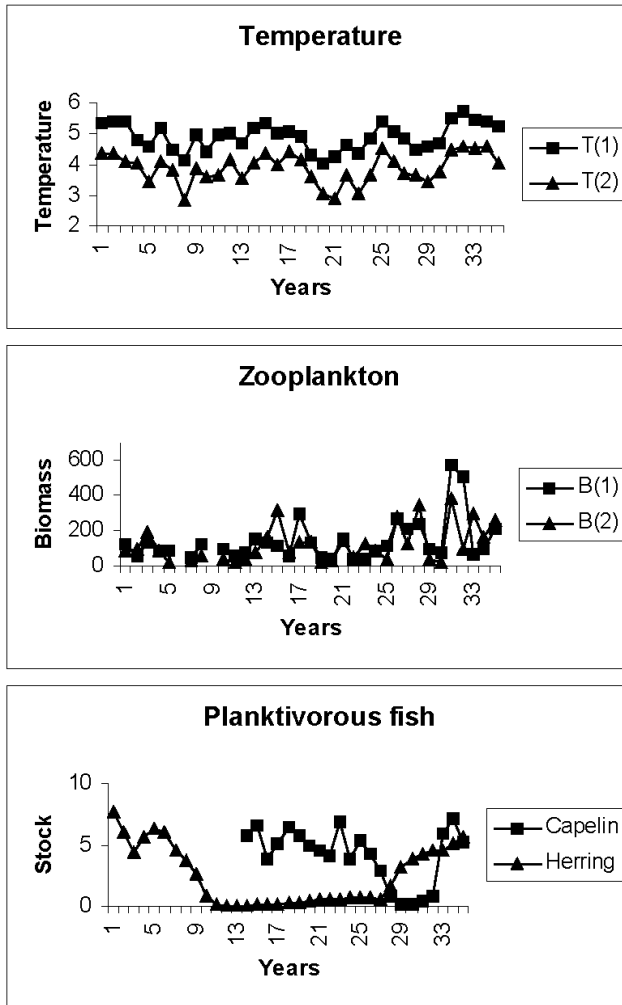 Temperature
Temperature
6
5
4
3
2
1 5 9 13 17 21 25 29 33
Years
T(1)
T(2)
Zooplankton
Biomass
600
400
200
0
1 5 9 13 17 21 25 29 33
Years
B(1)
B(2)
Planktivorous fish
Stock
10
5
0
1 5 9 13 17 21 25 29 33
Years
Capelin
Herring